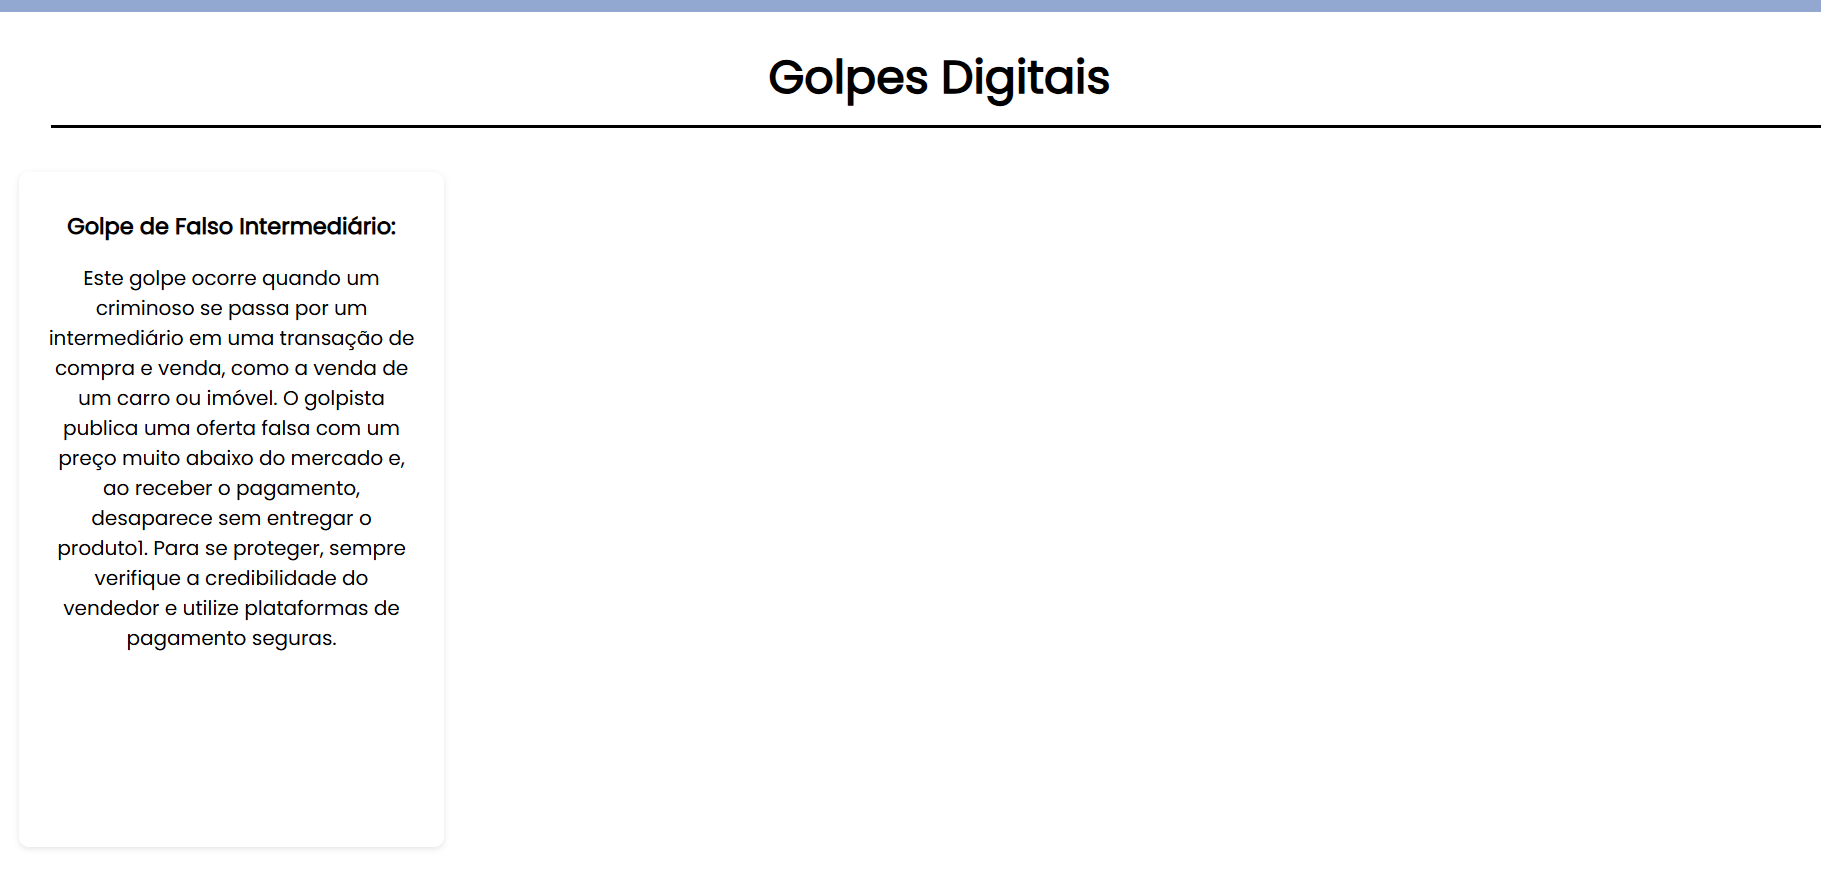 Golpes Digitais
Golpe de Falso Intermediário:
Este golpe ocorre quando um
criminoso se passa por um
intermediário em uma transação de
compra e venda, como a venda de
um carro ou imóvel. O golpista
publica uma oferta falsa com um
preço muito abaixo do mercado e,
ao receber o pagamento,
desaparece sem entregar o
produto1. Para se proteger, sempre
verifique a credibilidade do
vendedor e utilize plataformas de
pagamento seguras.